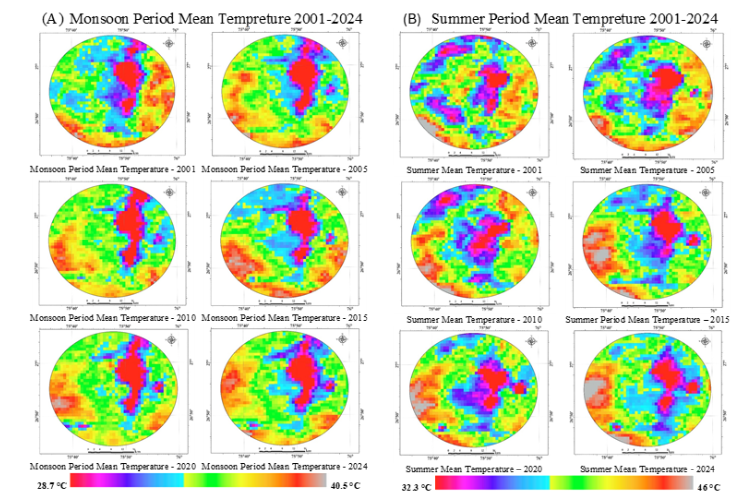 (A) Monsoon Period Mean Tempreture 2001-2024
(B) Summer Period Mean Tempreture 2001-2024
Monsoon Period Mean Temperature - 2001
Monsoon Period Mean Temperature - 2005
Summer Mean Temperature - 2001
Summer Mean Temperature - 2005
Monsoon Period Mean Temperature - 2010
Monsoon Period Mean Temperature - 2015
Summer Mean Temperature - 2010
Summer Period Mean Temperature – 2015
Monsoon Period Mean Temperature - 2020
Monsoon Period Mean Temperature - 2024
Summer Mean Temperature – 2020
Summer Mean Temperature - 2024
28.7 °C
40.5 °C
32.3 °C
46 °C